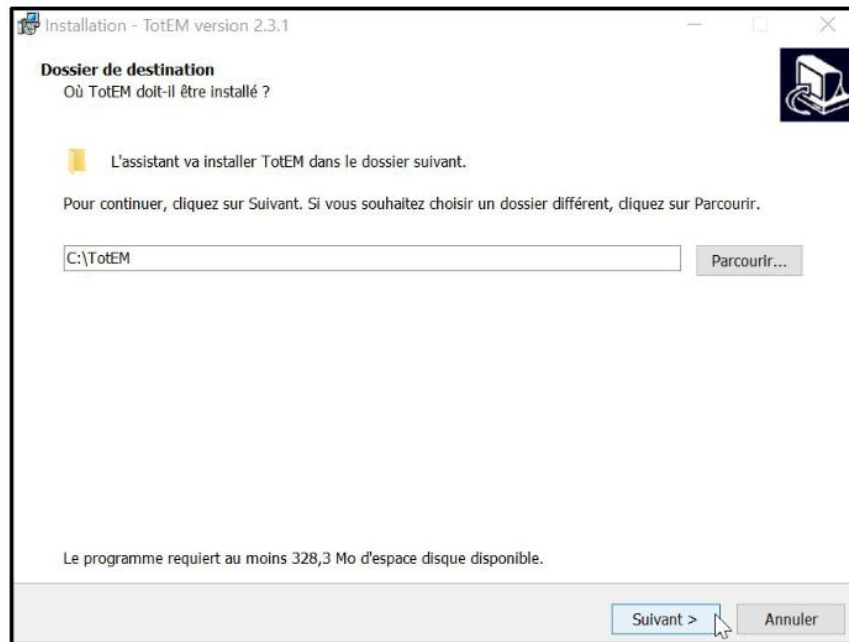 Installation - TotEM version 2.3.1
Dossier de destination
Où TotEM doit-il être installé ?
L'assistant va installer TotEM dans le dossier suivant.
Pour continuer, cliquez sur Suivant. Si vous souhaitez choisir un dossier différent, cliquez sur Parcourir.
C:\TotEM
Parcourir...
Le programme requiert au moins 328,3 Mo d'espace disque disponible.
Suivant >
Annuler